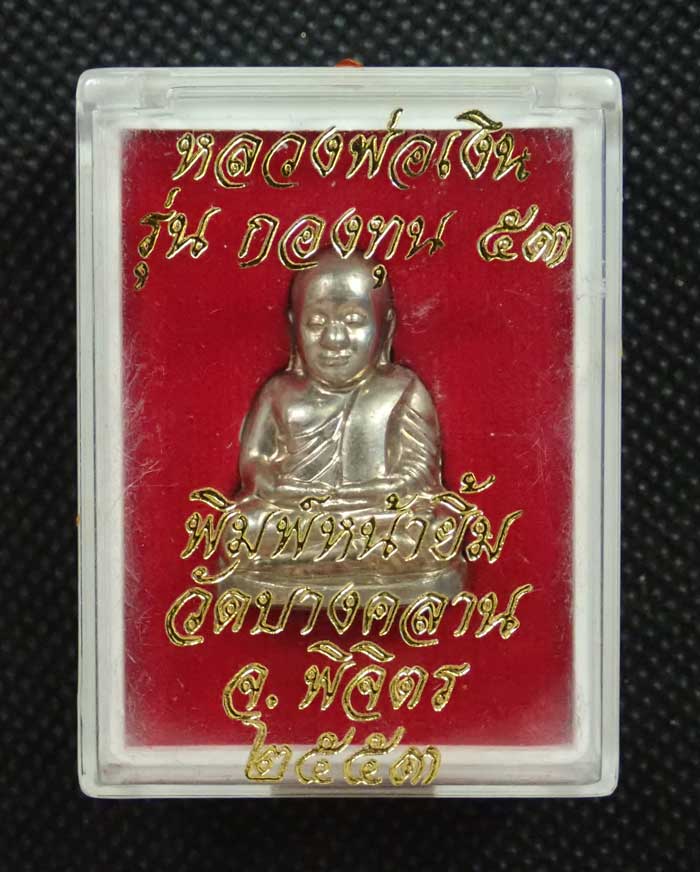 หลวงพ่อเงิน
รุ่น กองทุน ๕๓
พิมพ์หน้ายิ้ม
วัดบางคลาน
จ. พิจิตร
๒๕๕๓